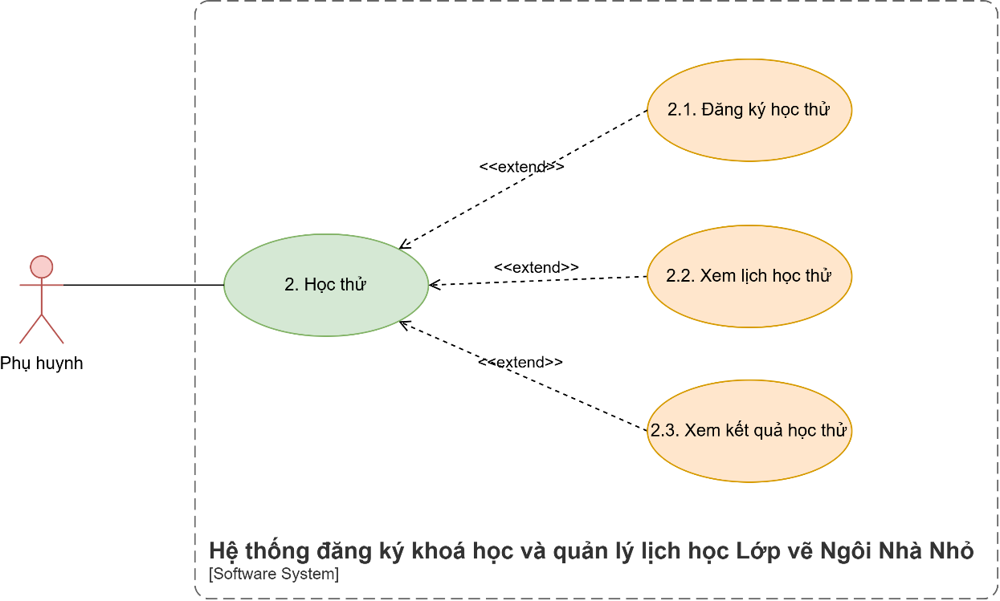 2.1. Đăng ký học thử
<<extend>>
<<extend>>
2.2. Xem lịch học thử
2. Học thử
<<extend>>
Phụ huynh
2.3. Xem kết quả học thử
Hệ thống đăng ký khoá học và quản lý lịch học Lớp vẽ Ngôi Nhà Nhỏ
[Software System]